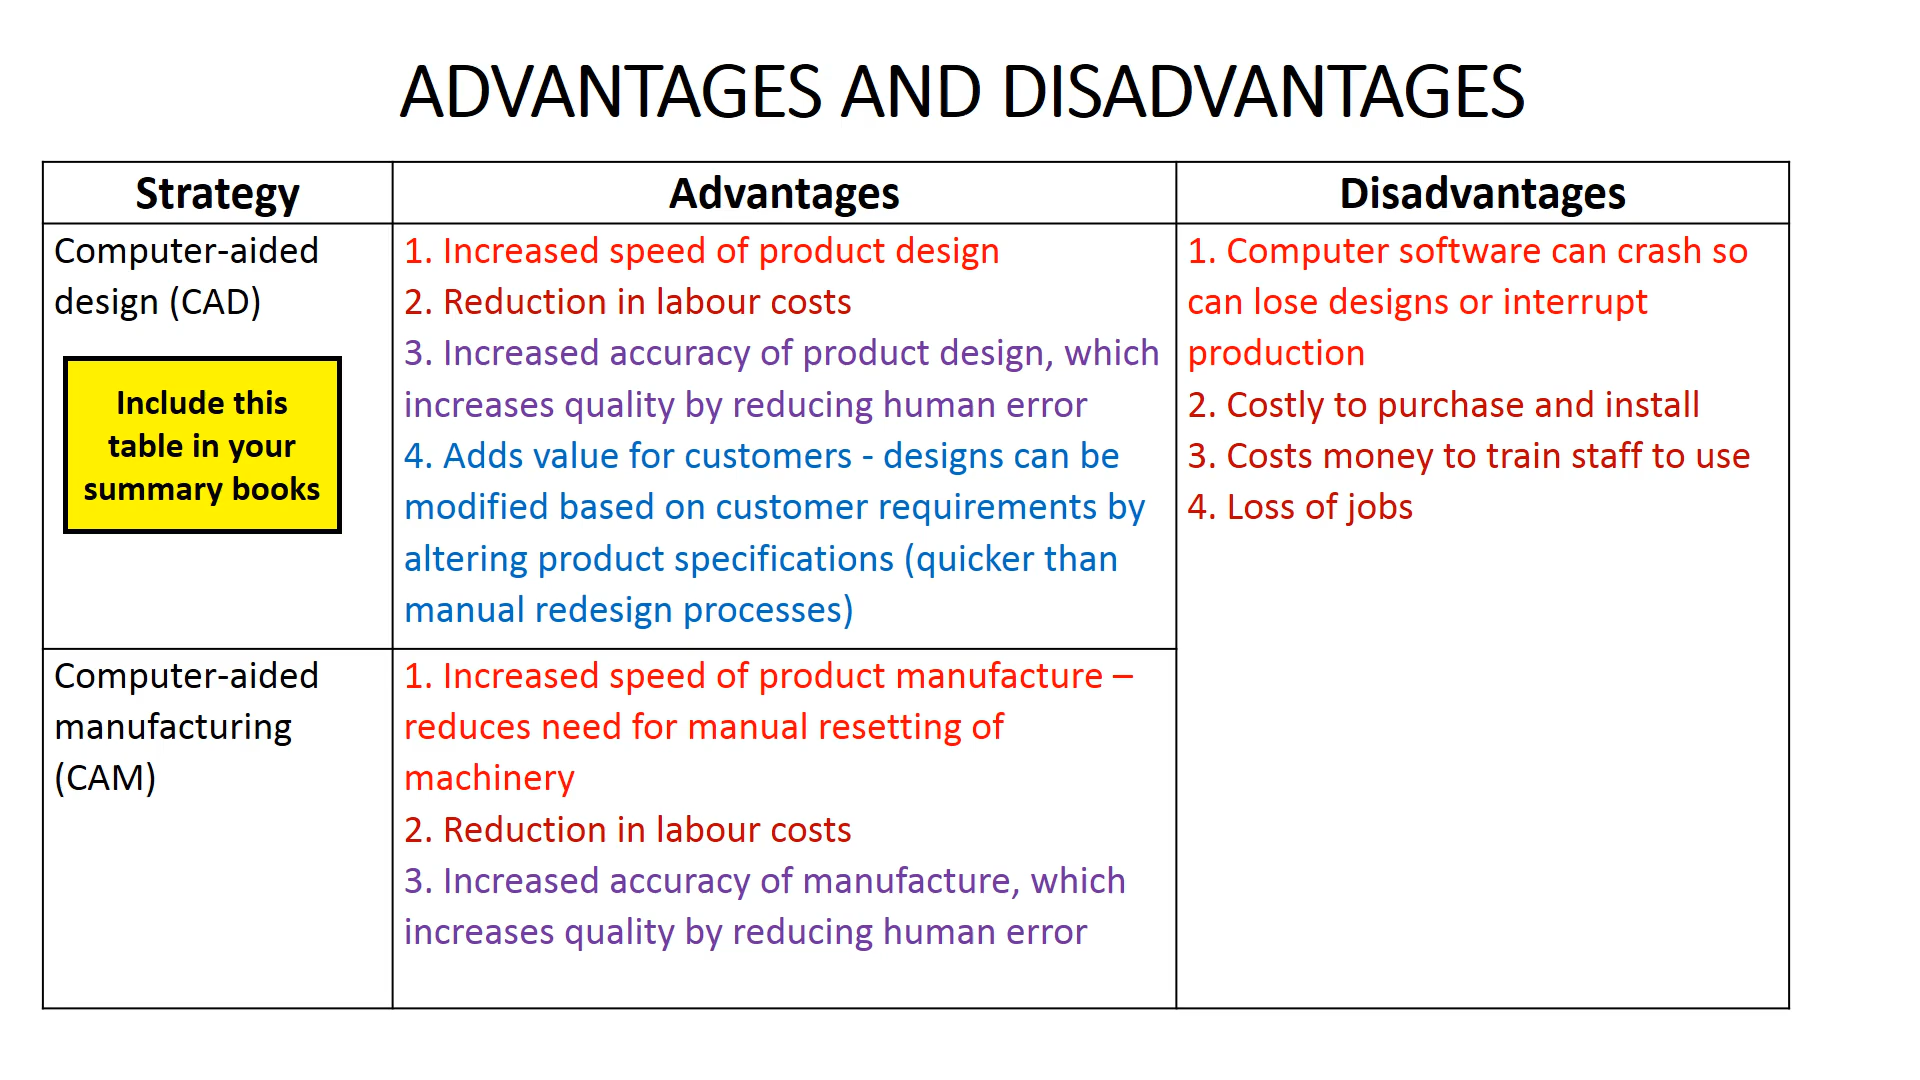 ADVANTAGES AND DISADVANTAGES
Strategy
Advantages
Disadvantages
Computer-aided
design (CAD)
Include this
table in your
summary books
1. Increased speed of product design
2. Reduction in labour costs
3. Increased accuracy of product design, which
increases quality by reducing human error
4. Adds value for customers - designs can be
modified based on customer requirements by
altering product specifications (quicker than
manual redesign processes)
1. Computer software can crash so
can lose designs or interrupt
production
2. Costly to purchase and install
3. Costs money to train staff to use
4. Loss of jobs
Computer-aided
manufacturing
(CAM)
1. Increased speed of product manufacture –
reduces need for manual resetting of
machinery
2. Reduction in labour costs
3. Increased accuracy of manufacture, which
increases quality by reducing human error